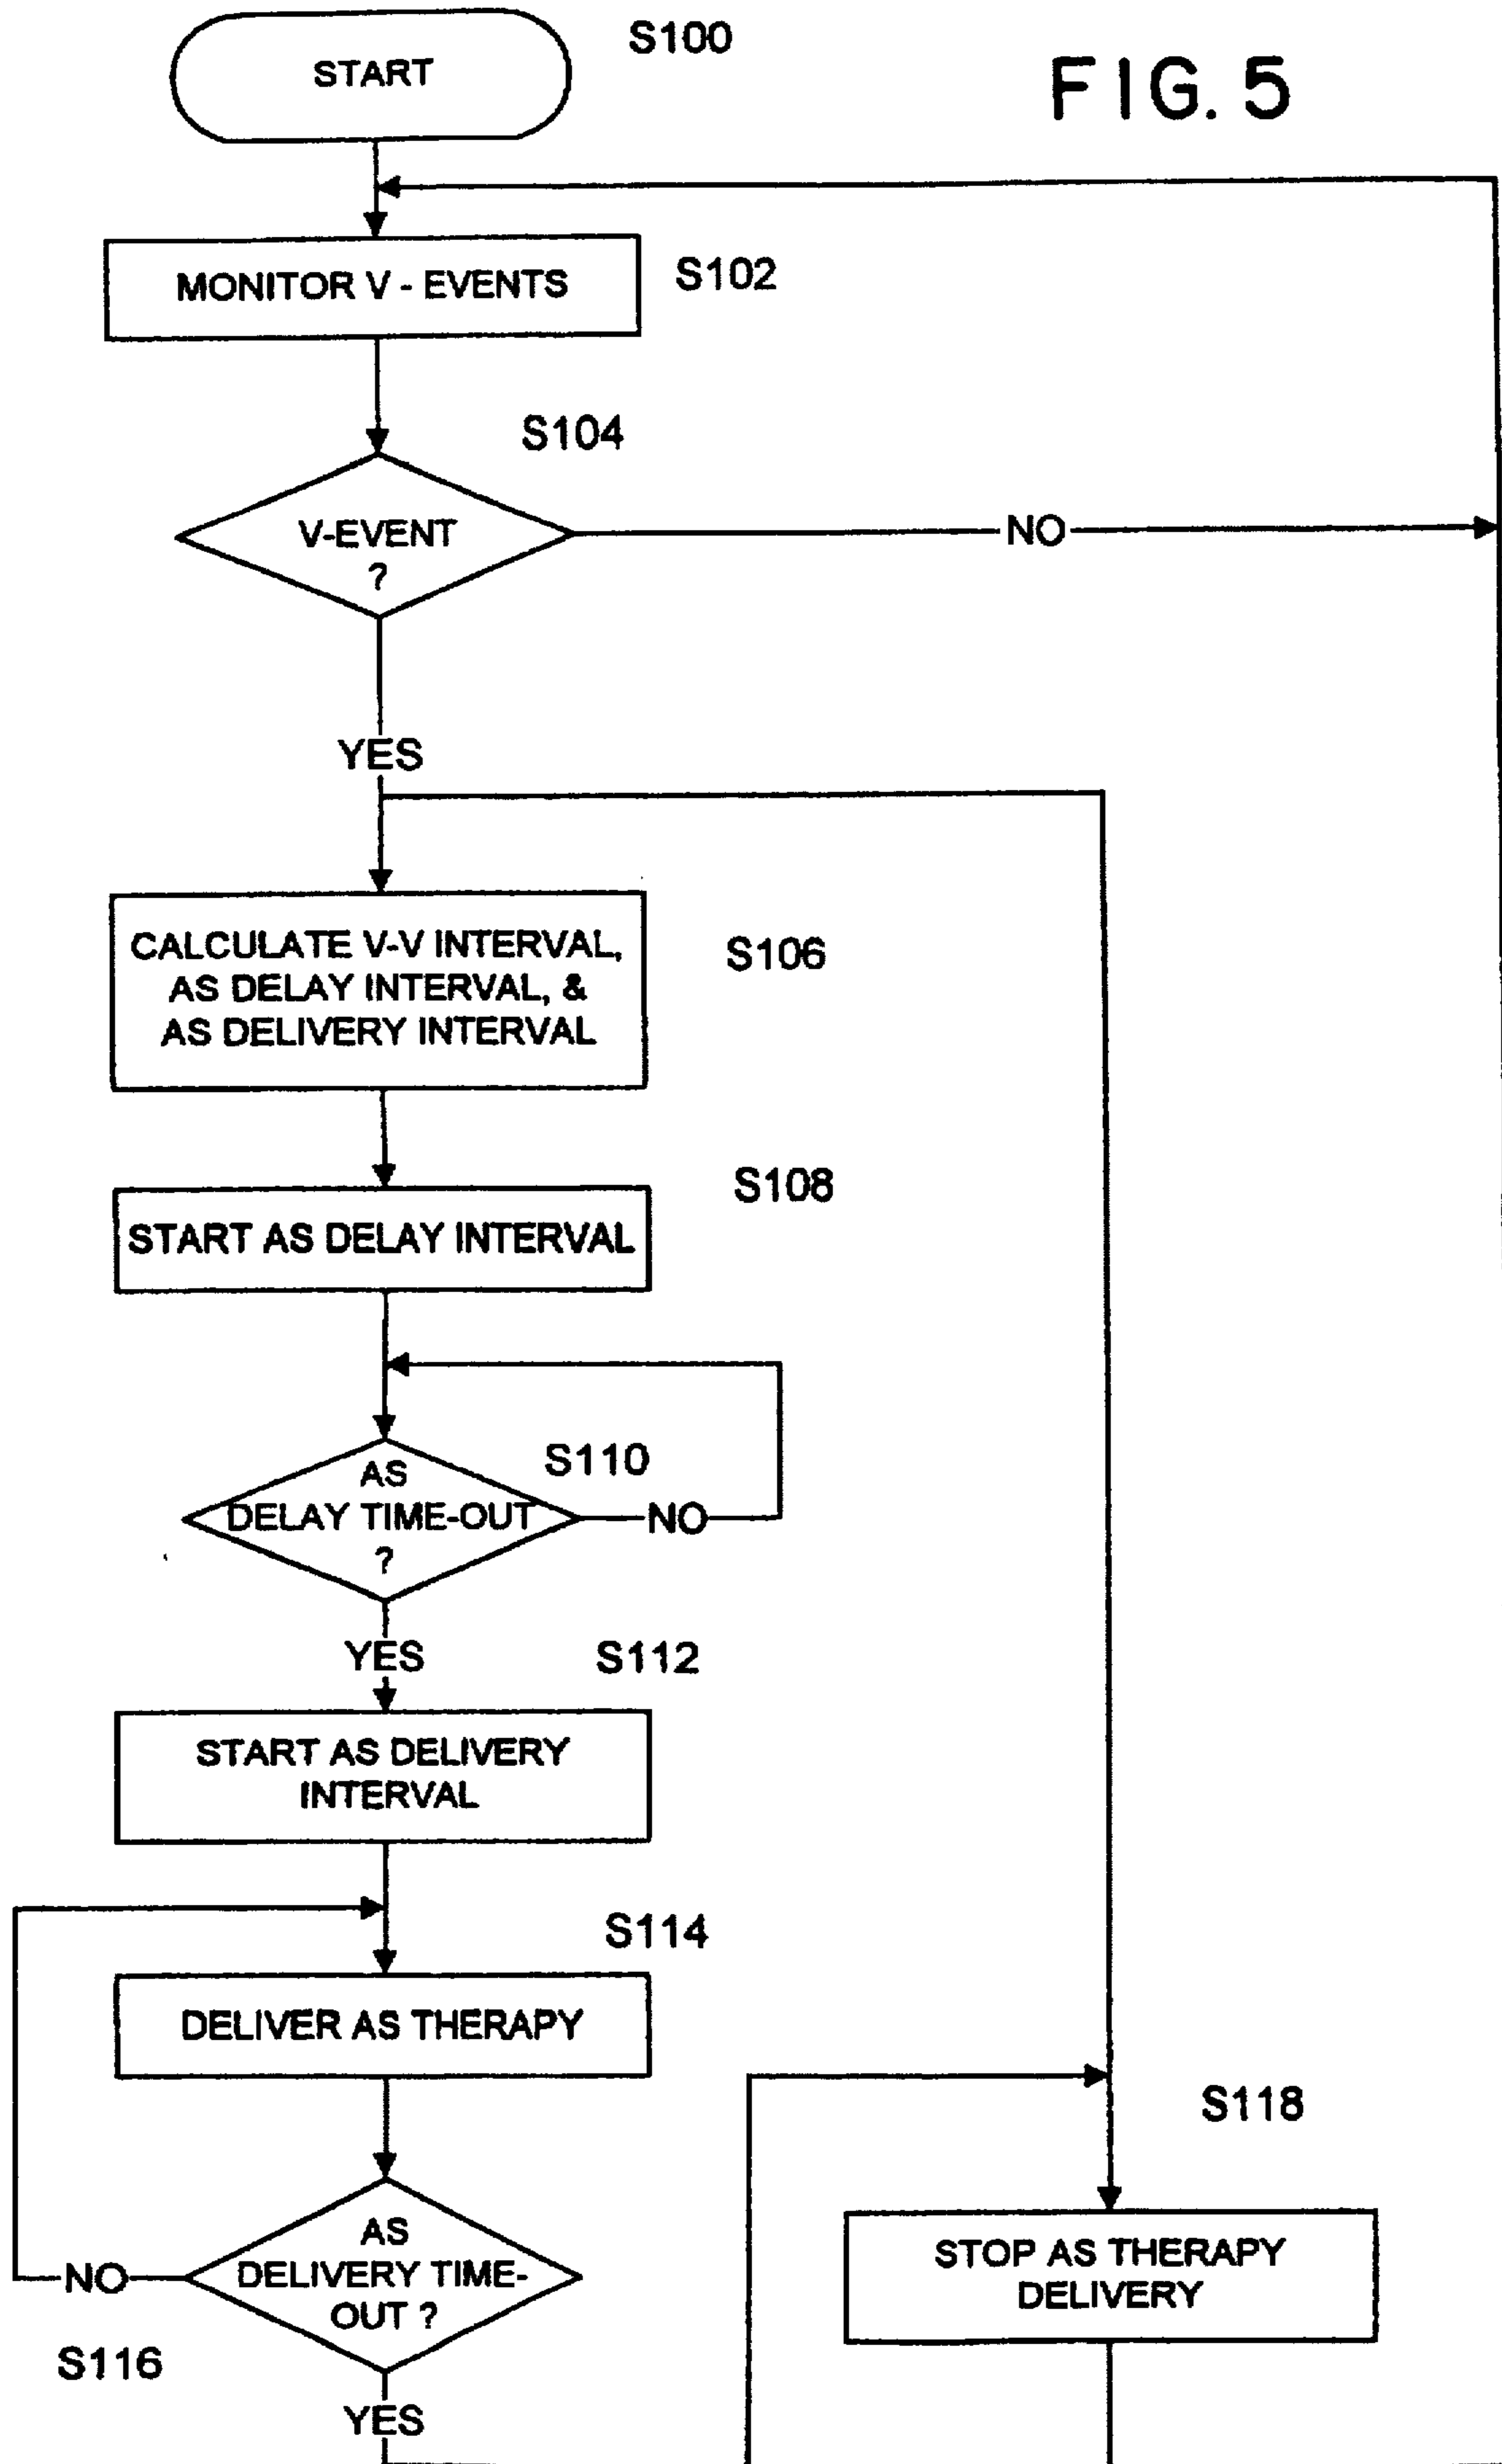 START
S100
FIG. 5
MONITOR V - EVENTS
S102
S104
V-EVENT
?
NO
YES
CALCULATE V-V INTERVAL,
AS DELAY INTERVAL, &
AS DELIVERY INTERVAL
S106
S108
START AS DELAY INTERVAL
S110
AS
DELAY TIME-OUT
?
NO
YES
S112
START AS DELIVERY
INTERVAL
S114
DELIVER AS THERAPY
S118
AS
DELIVERY TIME-
OUT ?
NO
S116
YES
STOP AS THERAPY
DELIVERY